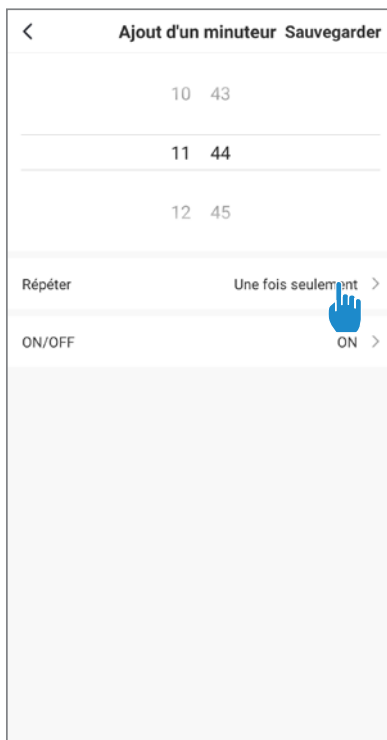 Ajout d'un minuteur Sauvegarder
10 43
11 44
12 45
Répéter Une fois seulement
ON/OFF ON